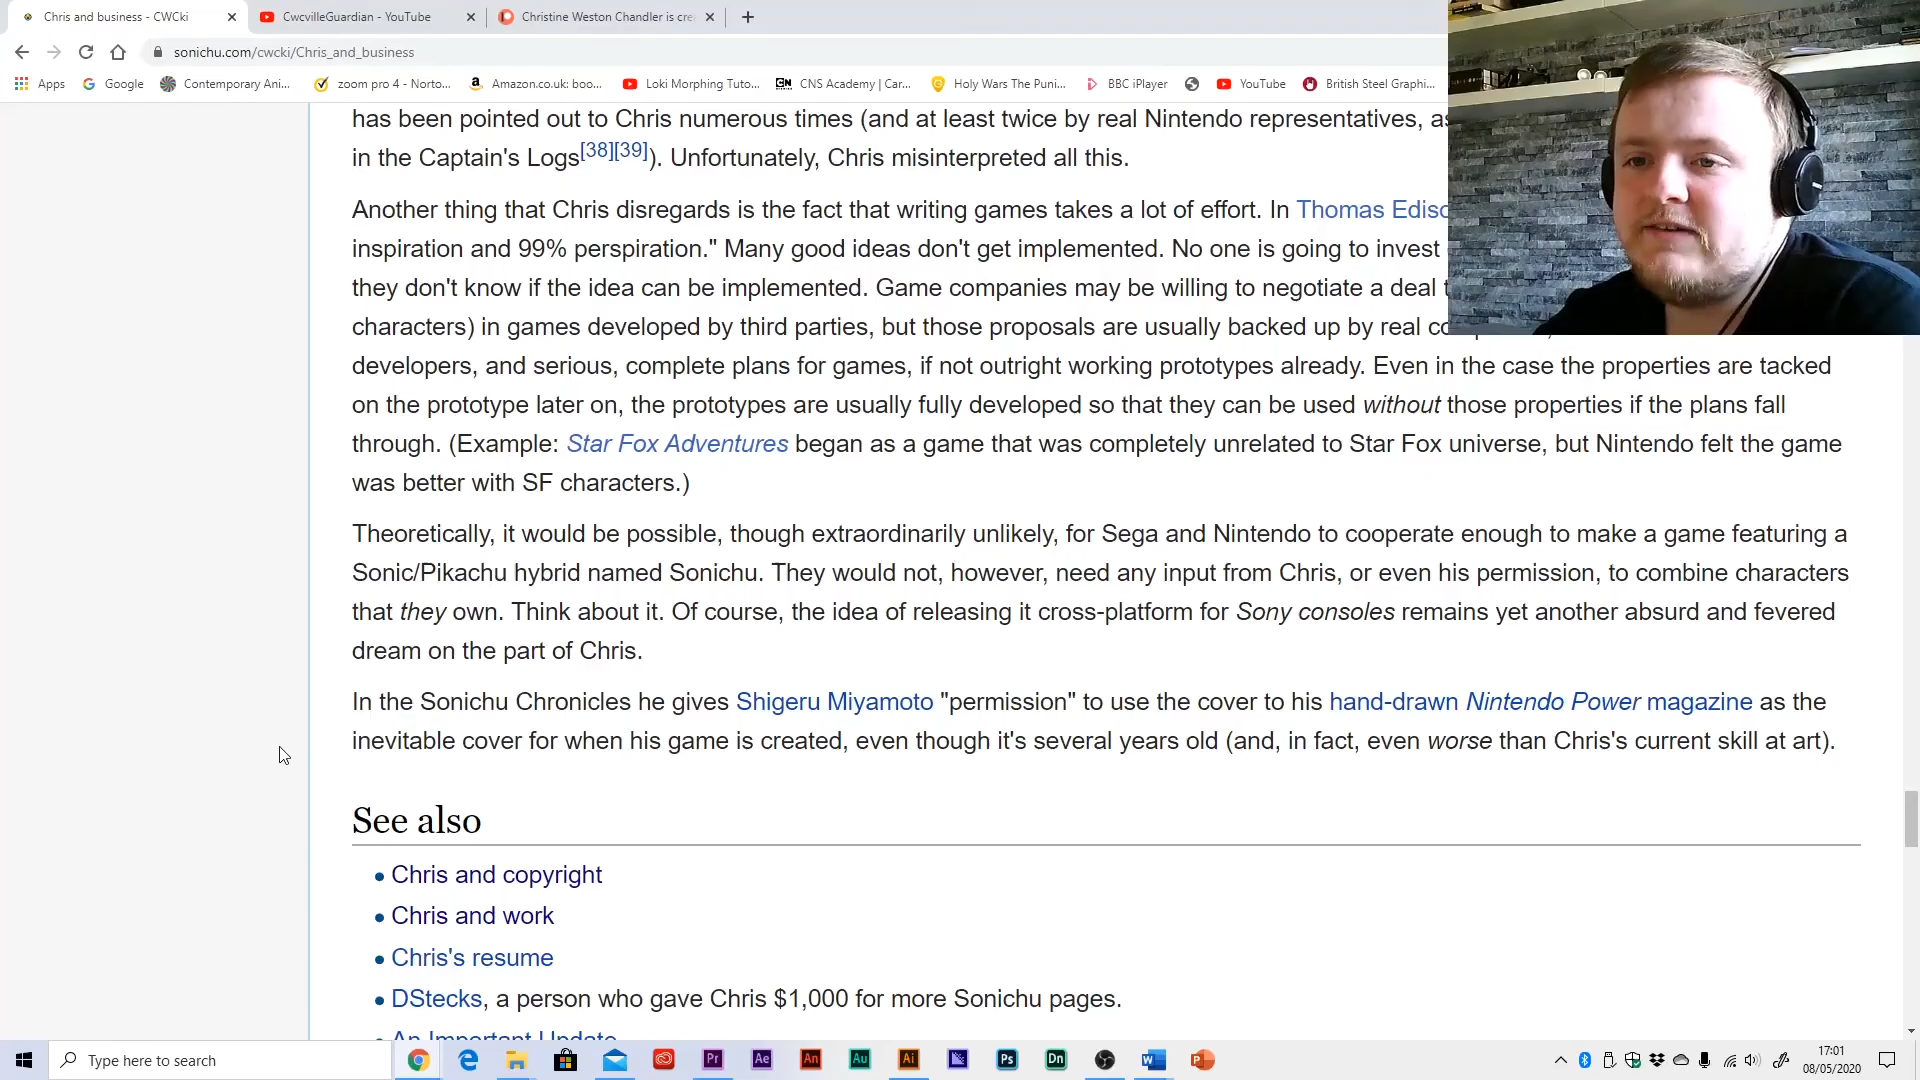 Chris and business - CWCki
CwcvilleGuardian - YouTube
Christine Weston Chandler is cre
sonichu.com/cwcki/Chris_and_business
Apps Google Contemporary Ani... zoom pro 4 - Norto... Amazon.co.uk: boo... Loki Morphing Tuto... CNS Academy | Car... Holy Wars The Puni... BBC iPlayer YouTube British Steel Graphi...
has been pointed out to Chris numerous times (and at least twice by real Nintendo representatives, as
in the Captain's Logs[38][39]). Unfortunately, Chris misinterpreted all this.
Another thing that Chris disregards is the fact that writing games takes a lot of effort. In Thomas Ediso
inspiration and 99% perspiration." Many good ideas don't get implemented. No one is going to invest
they don't know if the idea can be implemented. Game companies may be willing to negotiate a deal
characters) in games developed by third parties, but those proposals are usually backed up by real
developers, and serious, complete plans for games, if not outright working prototypes already. Even in the case the properties are tacked
on the prototype later on, the prototypes are usually fully developed so that they can be used without those properties if the plans fall
through. (Example: Star Fox Adventures began as a game that was completely unrelated to Star Fox universe, but Nintendo felt the game
was better with SF characters.)
Theoretically, it would be possible, though extraordinarily unlikely, for Sega and Nintendo to cooperate enough to make a game featuring a
Sonic/Pikachu hybrid named Sonichu. They would not, however, need any input from Chris, or even his permission, to combine characters
that they own. Think about it. Of course, the idea of releasing it cross-platform for Sony consoles remains yet another absurd and fevered
dream on the part of Chris.
In the Sonichu Chronicles he gives Shigeru Miyamoto "permission" to use the cover to his hand-drawn Nintendo Power magazine as the
inevitable cover for when his game is created, even though it's several years old (and, in fact, even worse than Chris's current skill at art).
See also
Chris and copyright
Chris and work
Chris's resume
DStecks, a person who gave Chris $1,000 for more Sonichu pages.
An Important Update
Type here to search
Pr Ae An Au Ai Ps Dn
17:01
08/05/2020